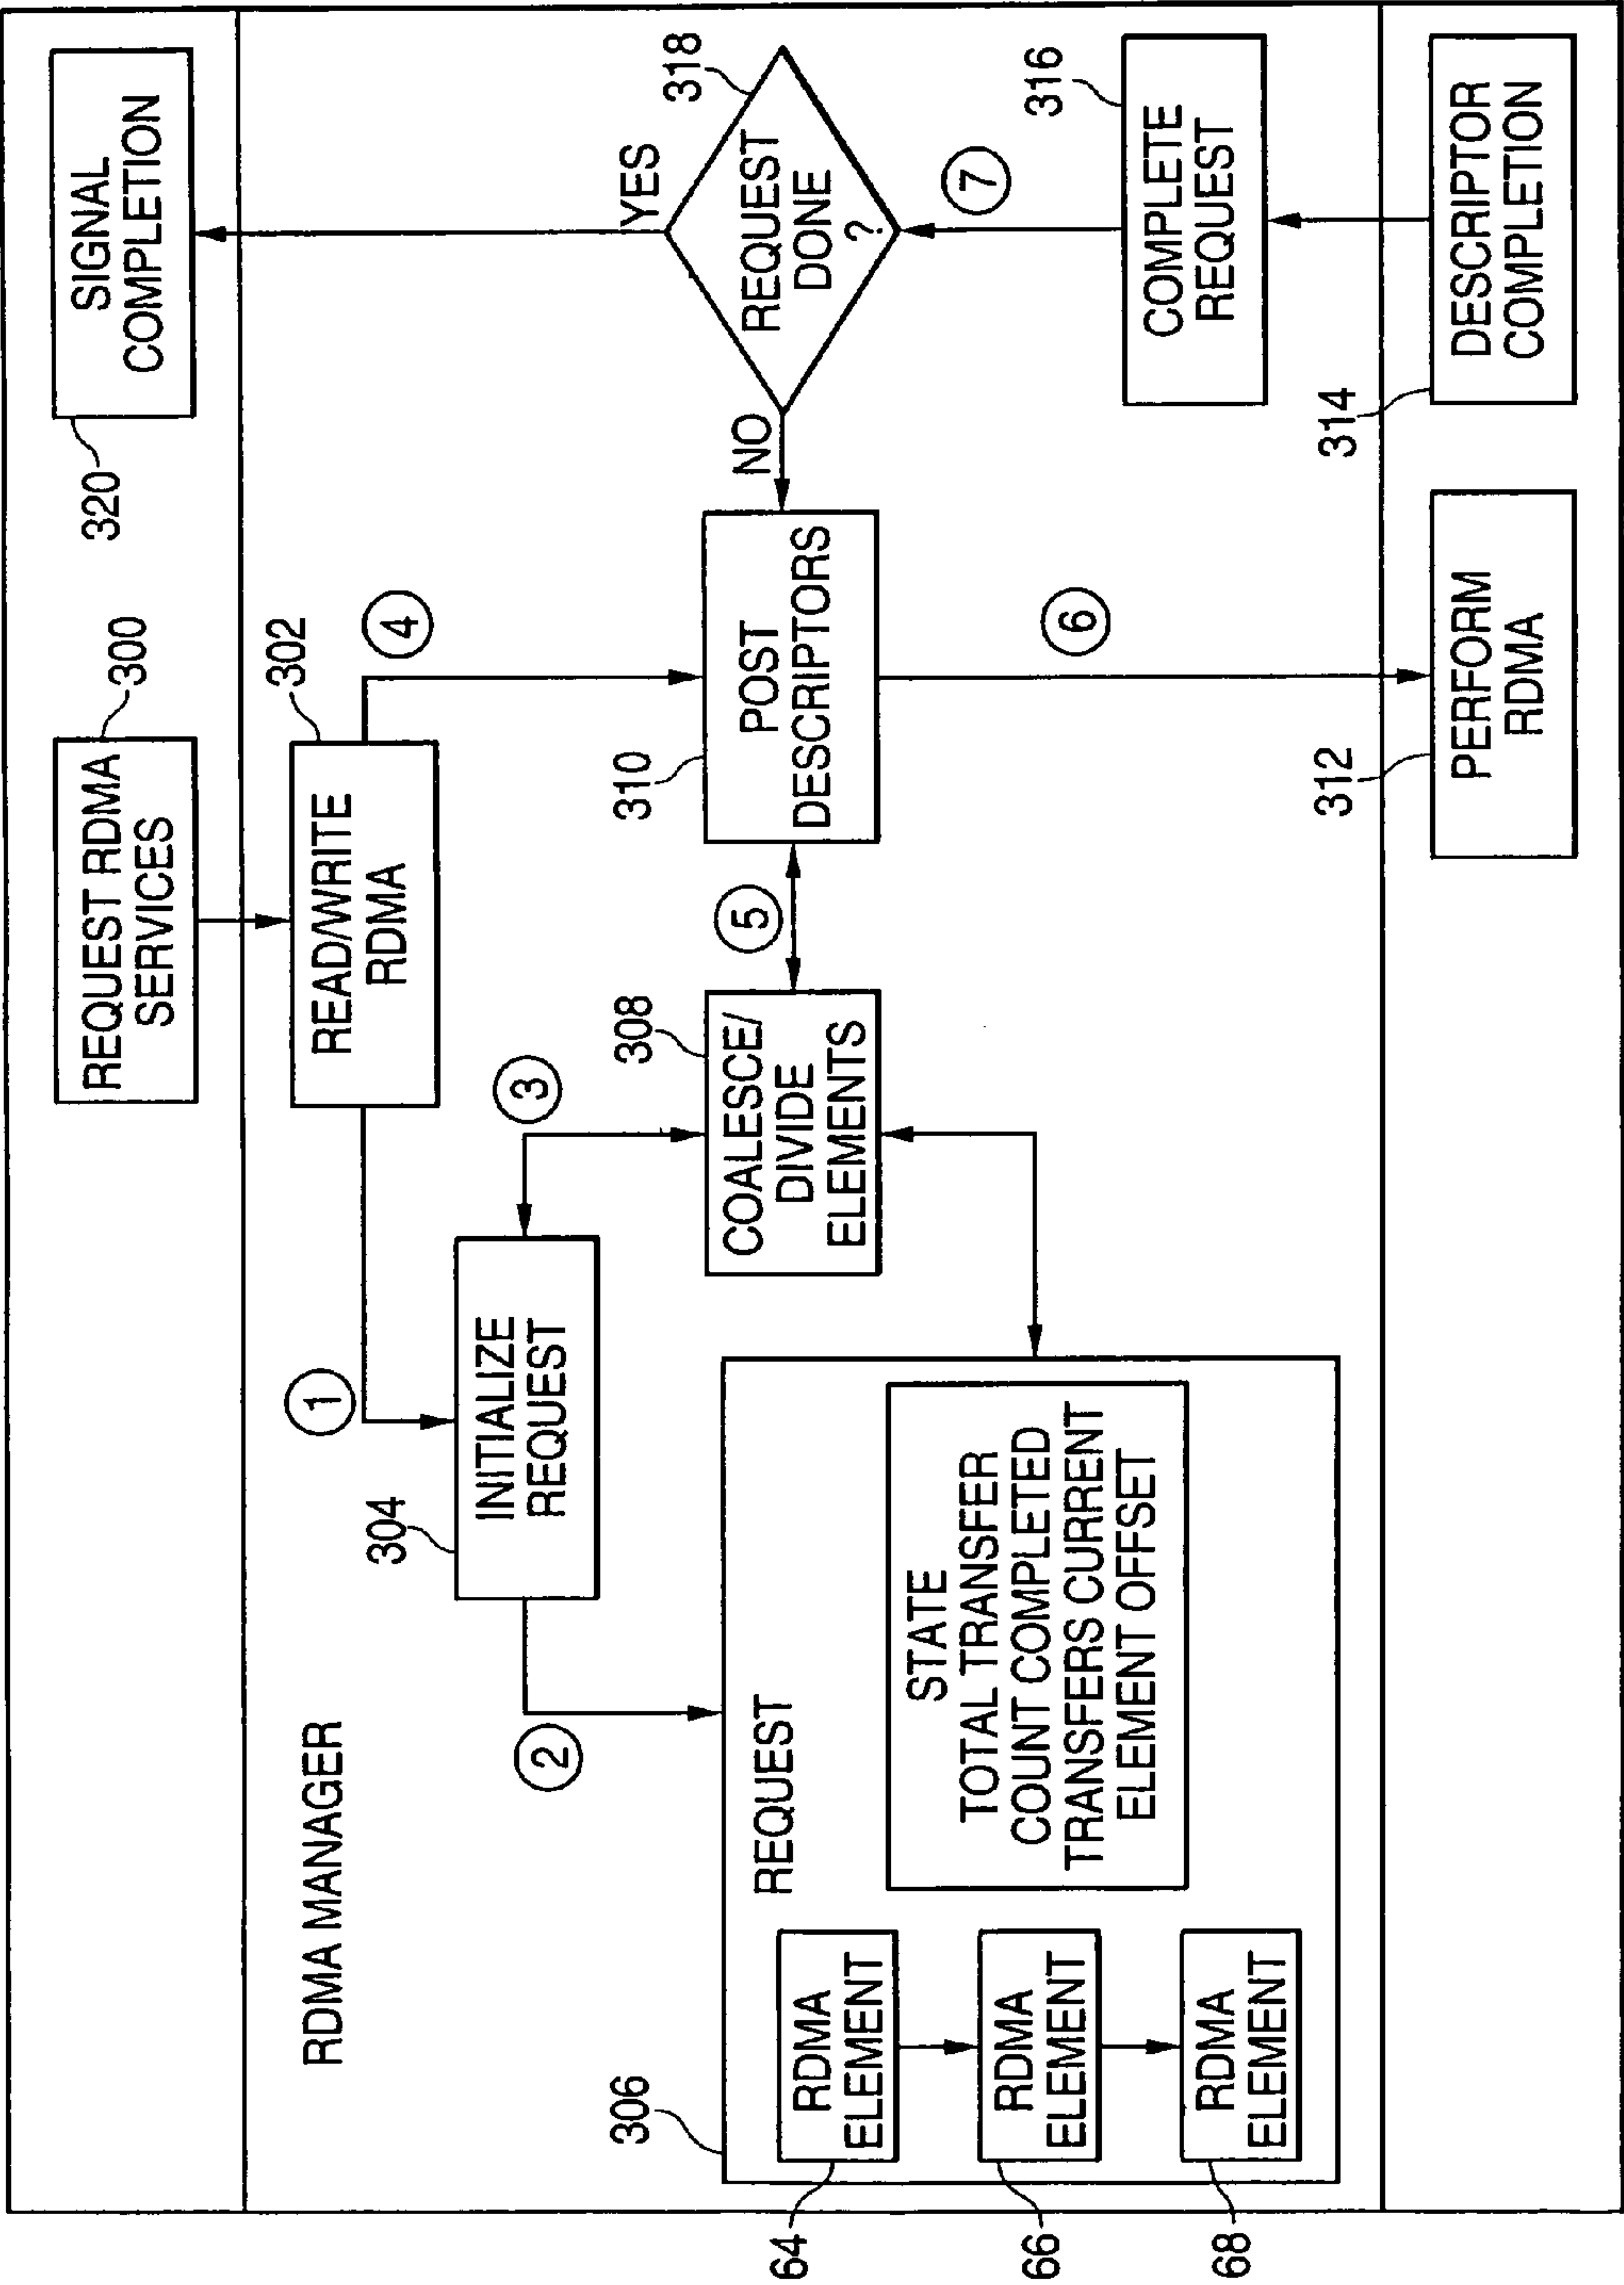 REQUEST RDMA
SERVICES
300
SIGNAL
COMPLETION
320
RDMA MANAGER
READ/WRITE
RDMA
302
1
4
INITIALIZE
REQUEST
304
3
2
COALESCE/
DIVIDE
ELEMENTS
308
5
POST
DESCRIPTORS
310
NO
REQUEST
DONE
?
318
YES
7
COMPLETE
REQUEST
316
6
306
REQUEST
RDMA
ELEMENT
64
RDMA
ELEMENT
66
RDMA
ELEMENT
68
STATE
TOTAL TRANSFER
COUNT COMPLETED
TRANSFERS CURRENT
ELEMENT OFFSET
312
PERFORM
RDMA
314
DESCRIPTOR
COMPLETION